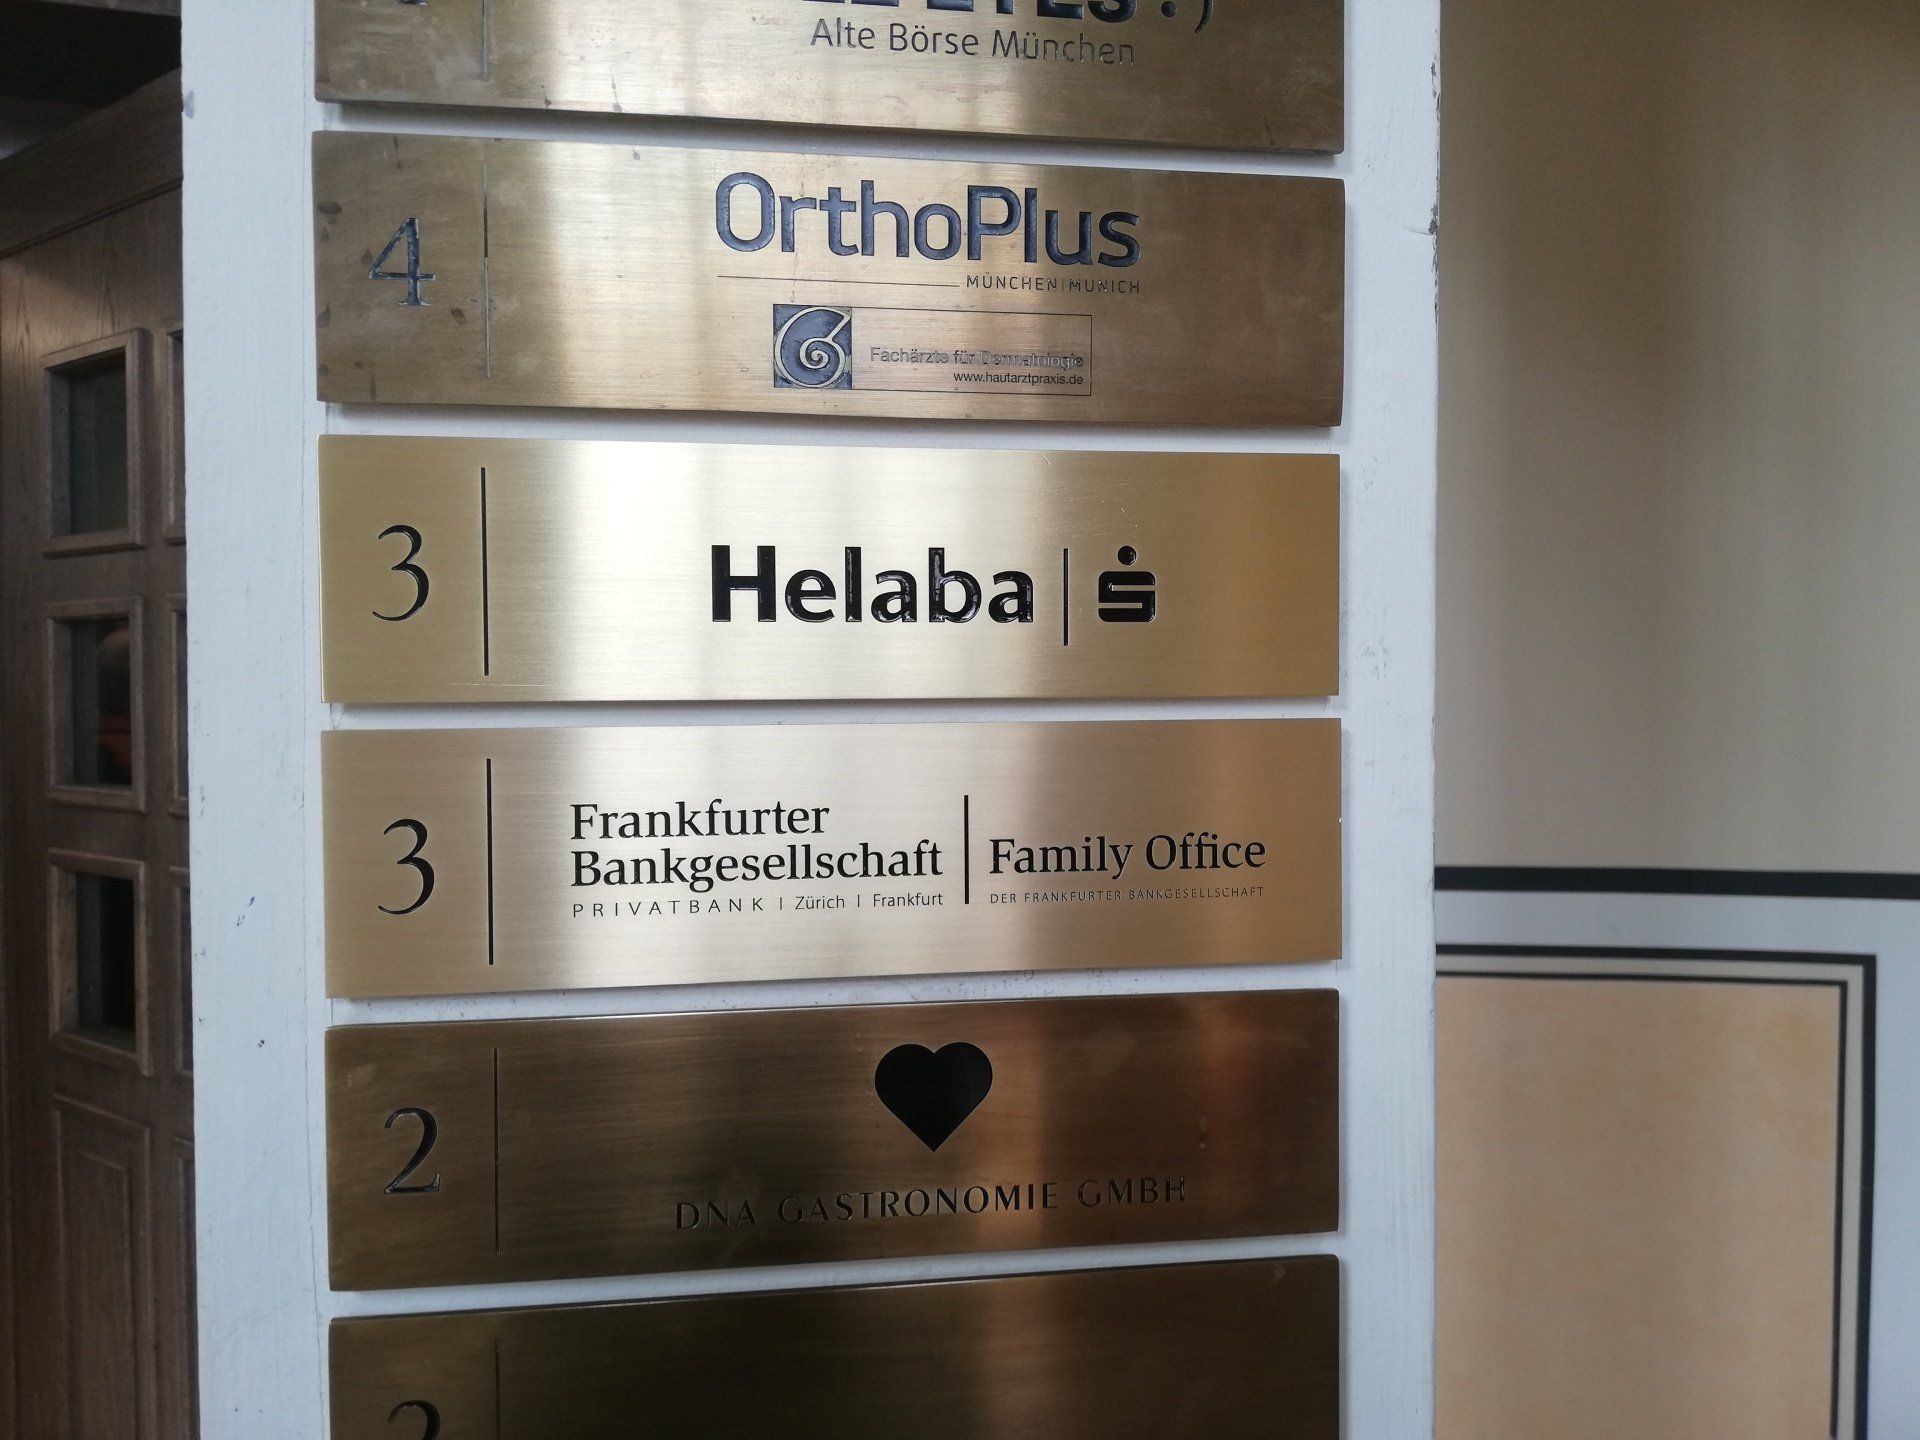 Alte Börse München
4
OrthoPlus
MÜNCHEN|MUNICH
Fachärzte für Dermatologie
www.hautarztpraxis.de
3
Helaba
3
Frankfurter
Bankgesellschaft
PRIVATBANK | Zürich | Frankfurt
Family Office
DER FRANKFURTER BANKGESELLSCHAFT
2
DNA GASTRONOMIE GMBH
2